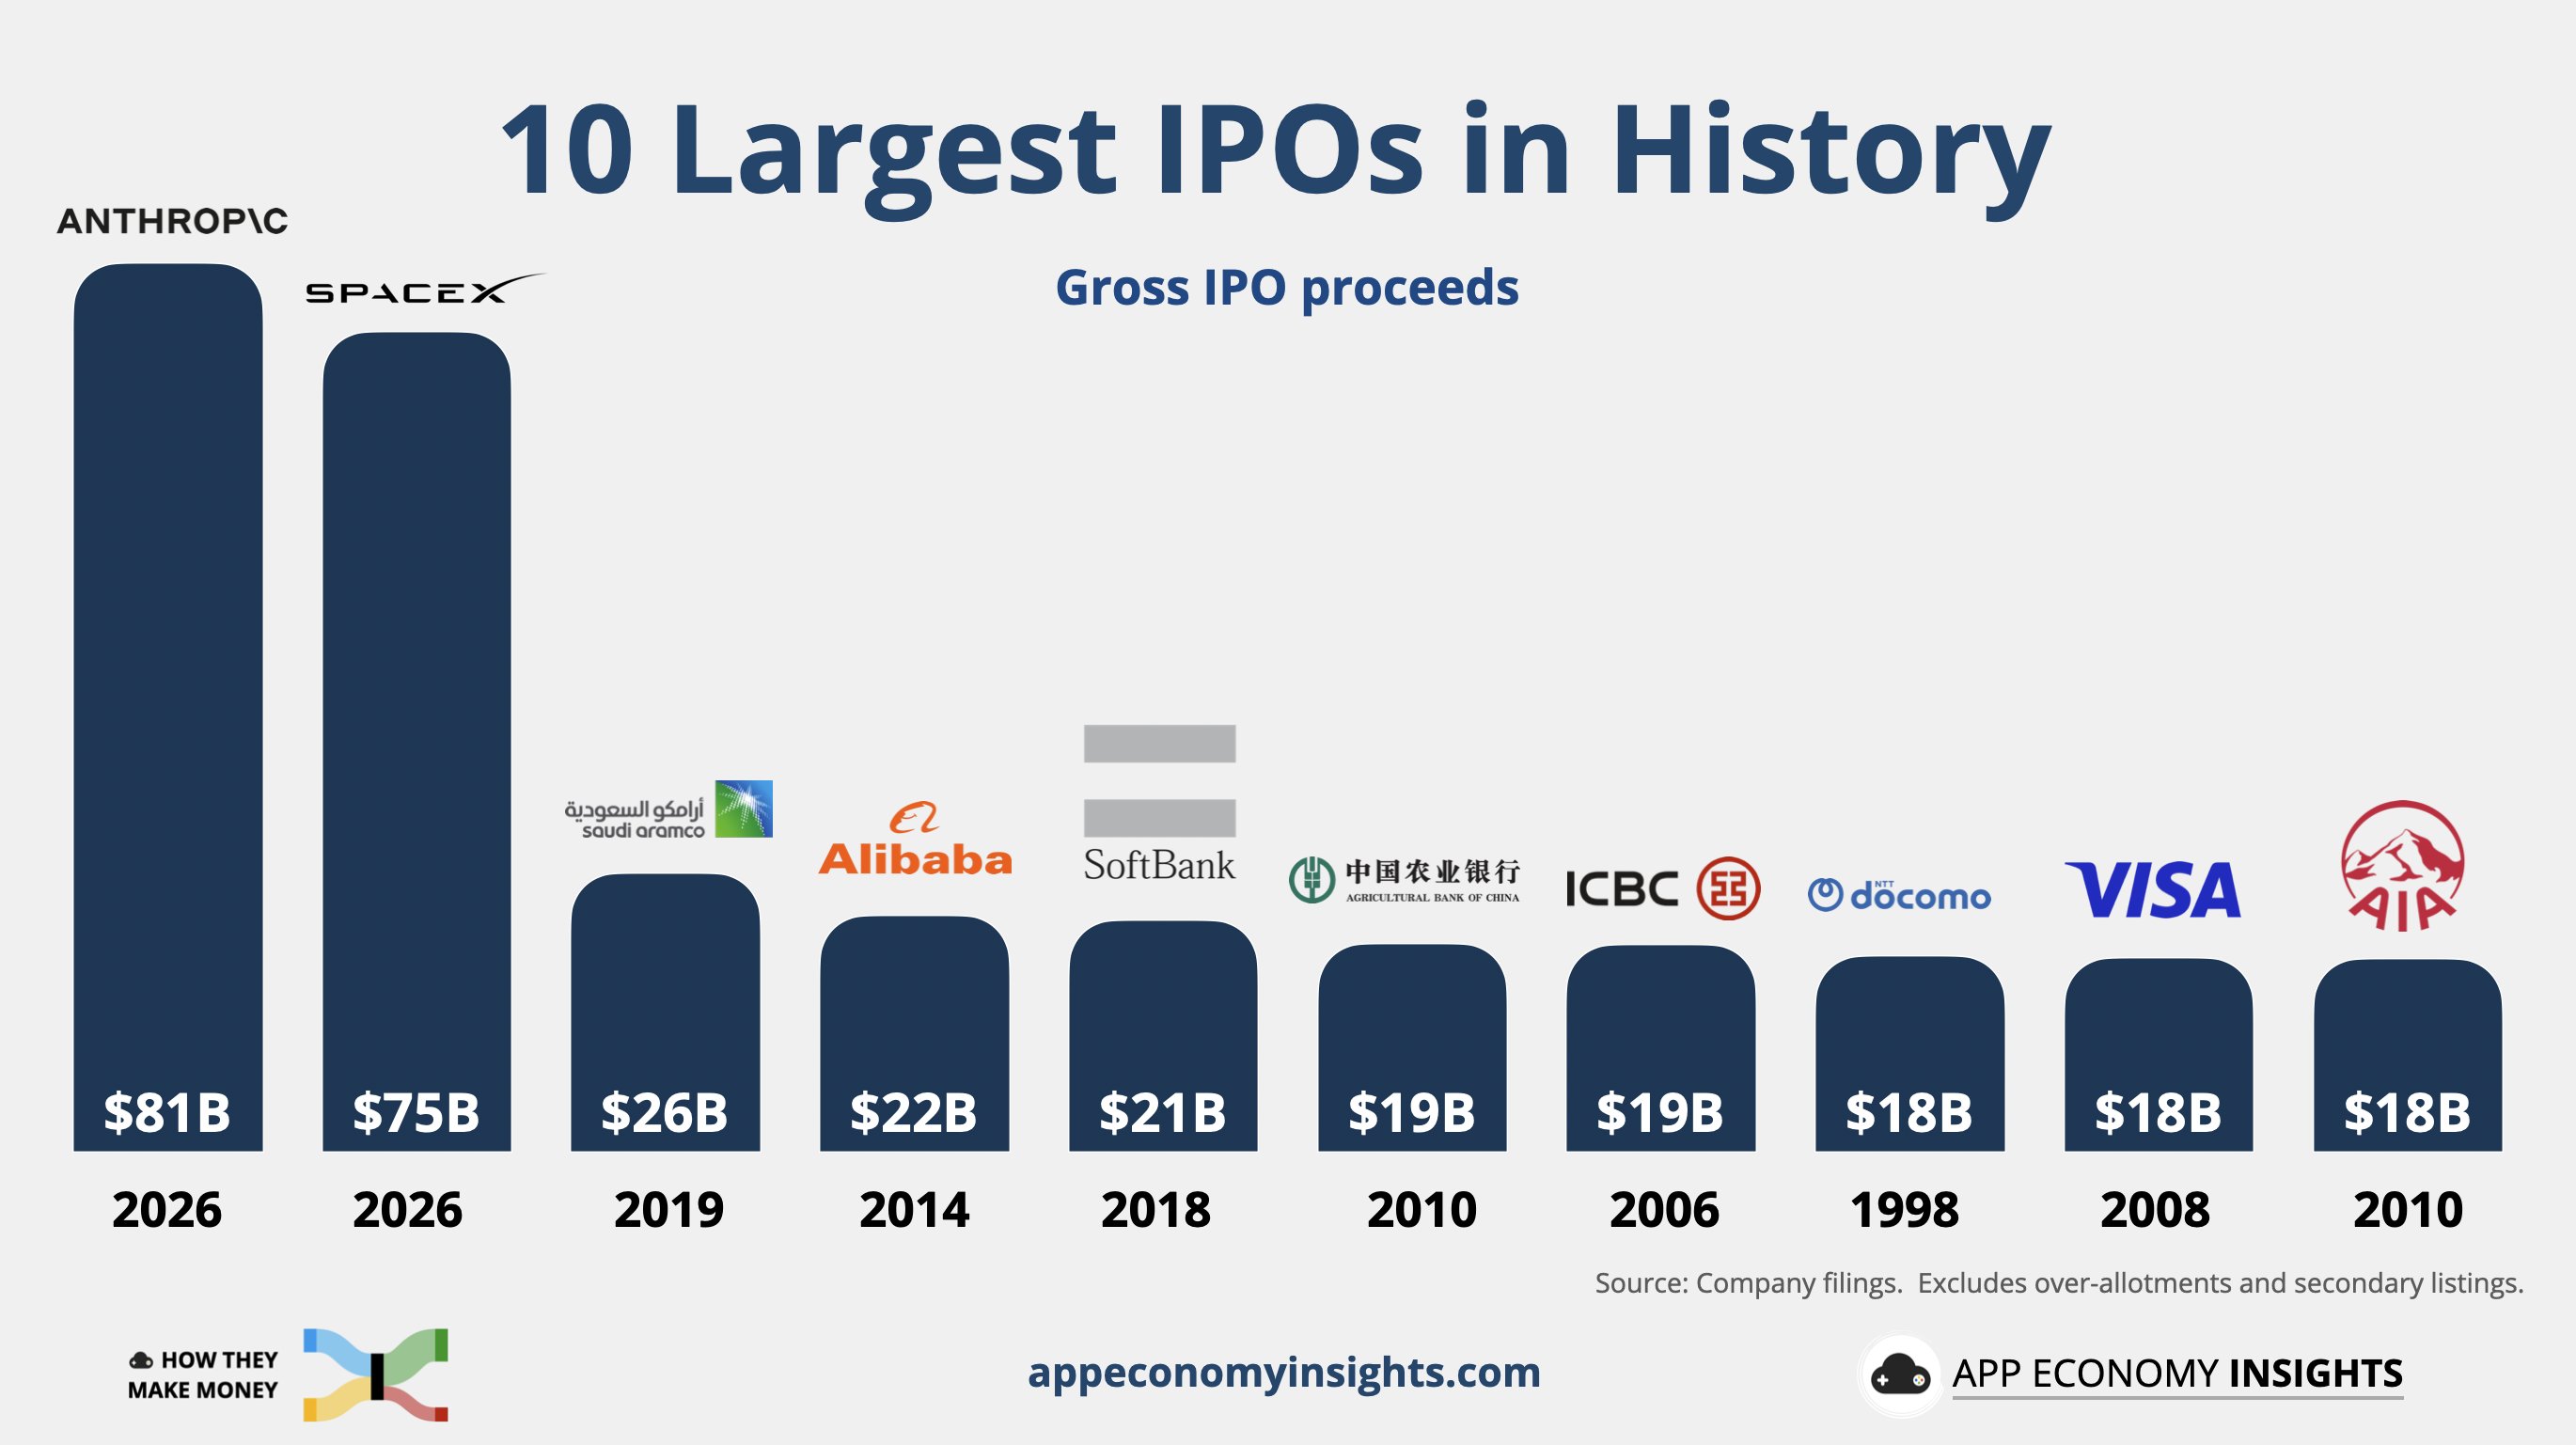 10 Largest IPOs in History
Gross IPO proceeds
ANTHROP\C
SPACEX
أرامكو السعودية
saudi aramco
Alibaba
SoftBank
中国农业银行
AGRICULTURAL BANK OF CHINA
ICBC
NTT
döcomo
VISA
AIA
$81B
$75B
$26B
$22B
$21B
$19B
$19B
$18B
$18B
$18B
2026
2026
2019
2014
2018
2010
2006
1998
2008
2010
Source: Company filings. Excludes over-allotments and secondary listings.
HOW THEY
MAKE MONEY
appeconomyinsights.com
APP ECONOMY INSIGHTS